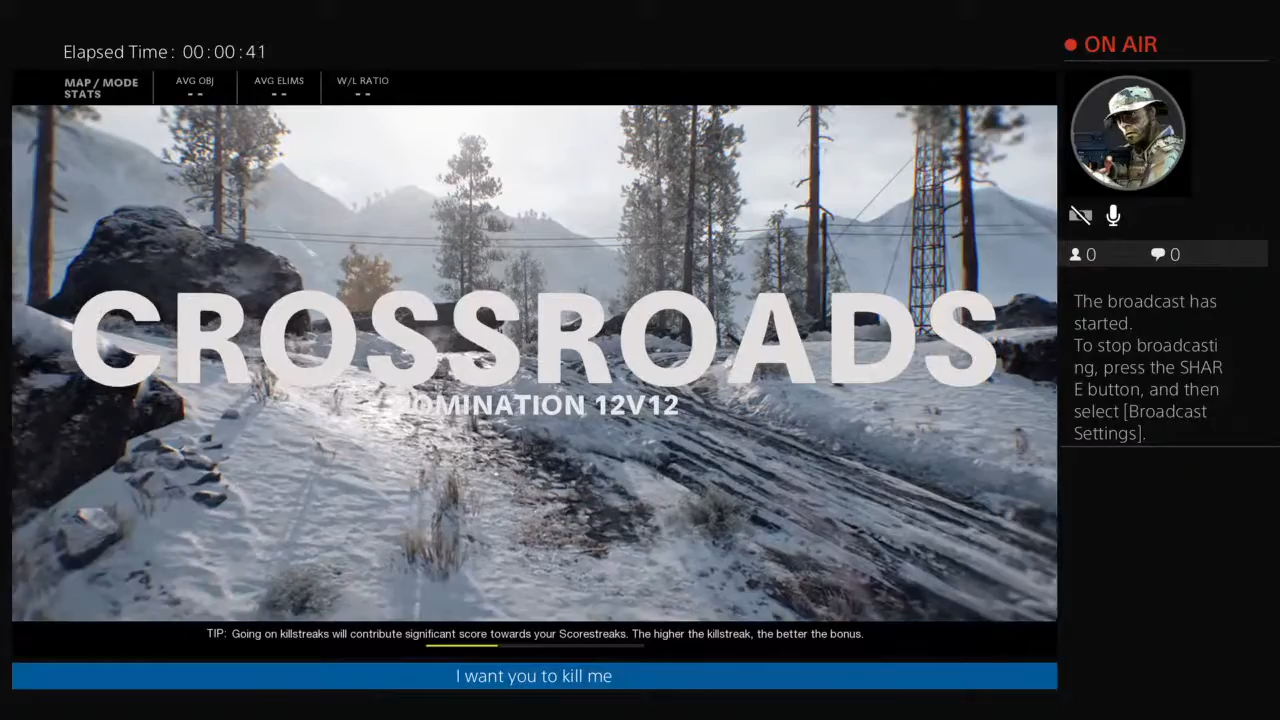 Elapsed Time: 00:00:41
ON AIR
MAP / MODE
STATS
AVG OBJ
--
AVG ELIMS
--
W/L RATIO
--
CROSSROADS
DOMINATION 12V12
0
0
The broadcast has
started.
To stop broadcasti
ng, press the SHAR
E button, and then
select [Broadcast
Settings].
TIP: Going on killstreaks will contribute significant score towards your Scorestreaks. The higher the killstreak, the better the bonus.
I want you to kill me